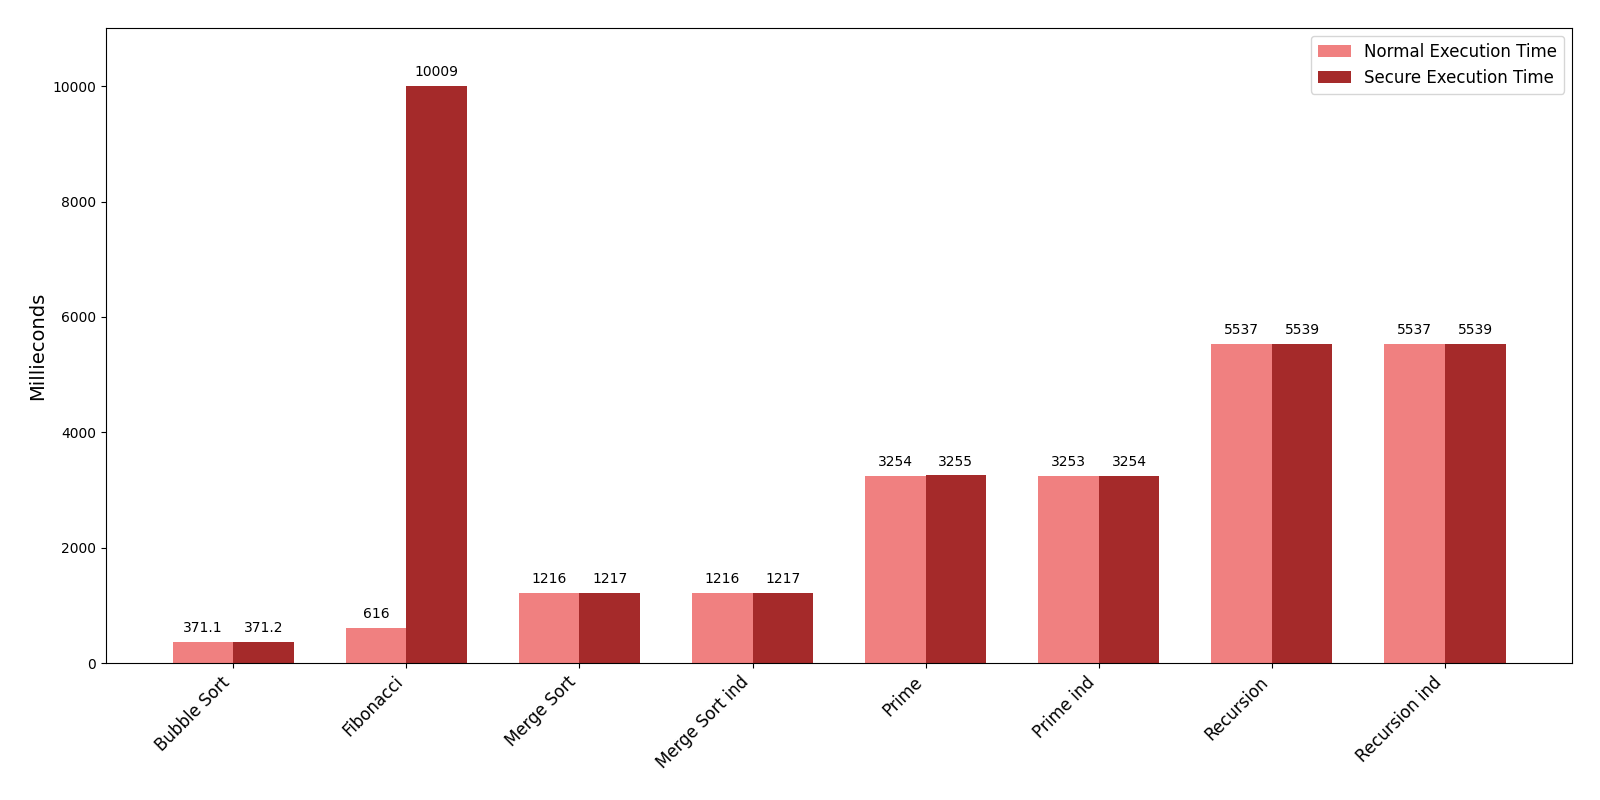 Normal Execution Time
Secure Execution Time
Millieconds
10000
8000
6000
4000
2000
0
371.1
371.2
616
10009
1216
1217
1216
1217
3254
3255
3253
3254
5537
5539
5537
5539
Bubble Sort
Fibonacci
Merge Sort
Merge Sort ind
Prime
Prime ind
Recursion
Recursion ind